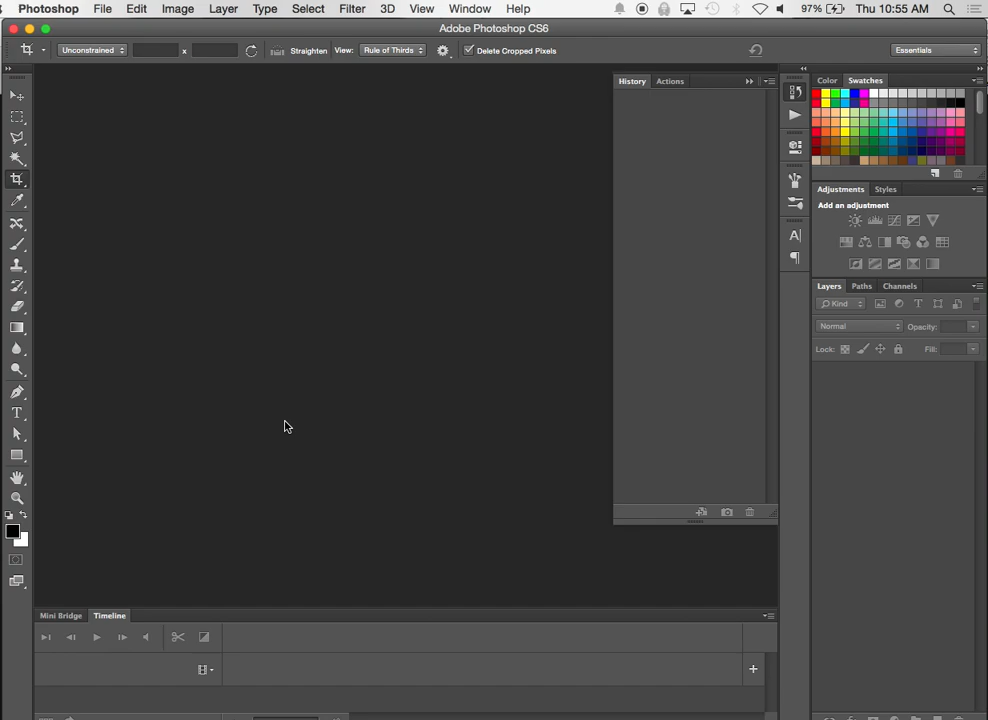 Photoshop File Edit Image Layer Type Select Filter 3D View Window Help 97% Thu 10:55 AM
Adobe Photoshop CS6
Unconstrained x Straighten View: Rule of Thirds Delete Cropped Pixels Essentials
History Actions
Color Swatches
Adjustments Styles
Add an adjustment
A
Layers Paths Channels
Kind T
Normal Opacity:
Lock: Fill:
T
Mini Bridge Timeline